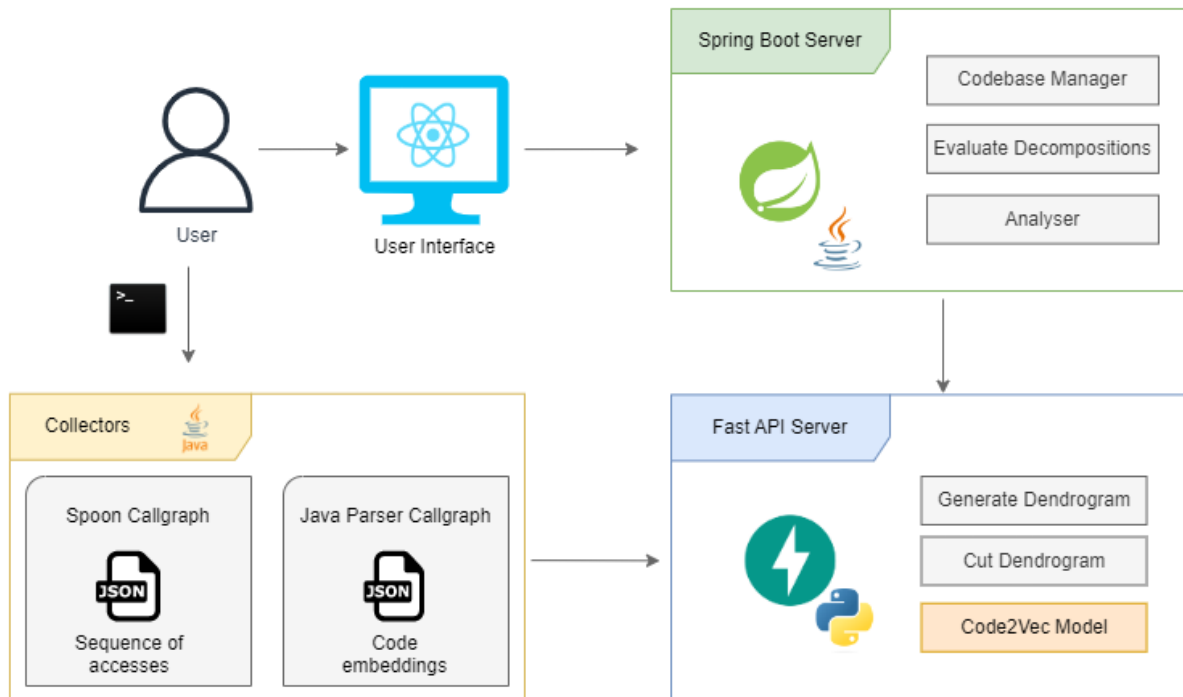 Spring Boot Server
Codebase Manager
Evaluate Decompositions
Analyser
User
User Interface
>_
Collectors
Java
Spoon Callgraph
JSON
Sequence of
accesses
Java Parser Callgraph
JSON
Code
embeddings
Fast API Server
Generate Dendrogram
Cut Dendrogram
Code2Vec Model